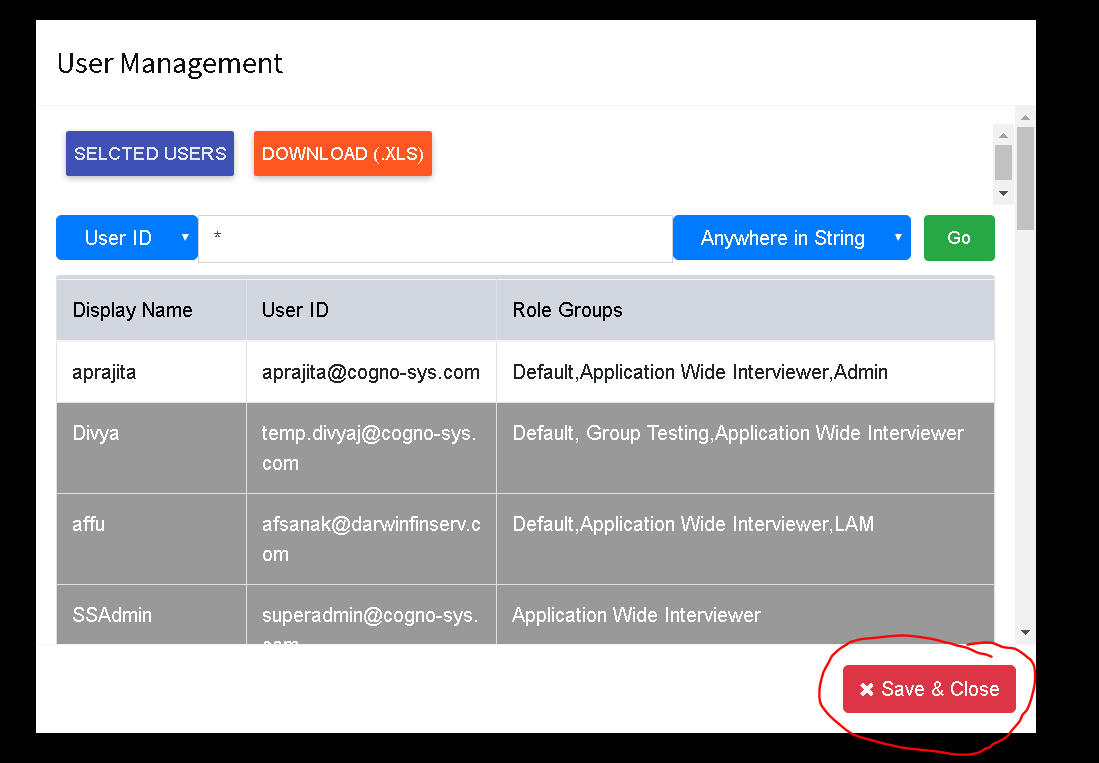 User Management
SELCTED USERS DOWNLOAD (.XLS)
User ID * Anywhere in String Go
Display Name User ID Role Groups
aprajita aprajita@cogno-sys.com Default,Application Wide Interviewer,Admin
Divya temp.divyaj@cogno-sys. Default, Group Testing,Application Wide Interviewer
com
affu afsanak@darwinfinserv.c Default,Application Wide Interviewer,LAM
om
SSAdmin superadmin@cogno-sys. Application Wide Interviewer
com
Save & Close